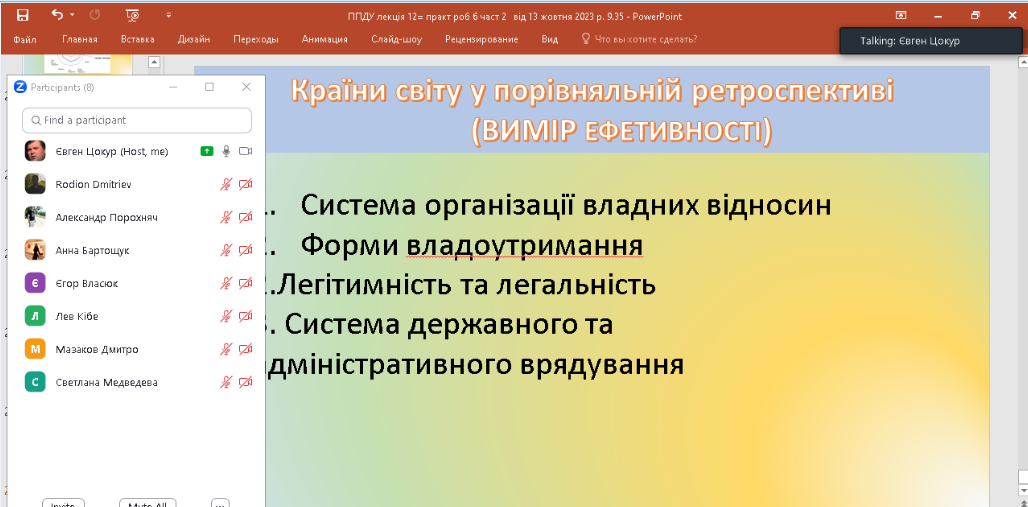 ППДУ лекція 12= практ роб 6 част 2 від 13 жовтня 2023 р. 9.35 - PowerPoint
Файл Главная Вставка Дизайн Переходы Анимация Слайд-шоу Рецензирование Вид Что вы хотите сделать?
Talking: Євген Цокур
Participants (8)
Find a participant
Євген Цокур (Host, me)
Rodion Dmitriev
Александр Порохняч
Анна Бартощук
Є Єгор Власюк
Л Лев Кібе
М Мазаков Дмитро
С Светлана Медведева
Invite Mute All ...
Країни світу у порівняльній ретроспективі
(ВИМІР ЕФЕТИВНОСТІ)
. Система організації владних відносин
. Форми владоутримання
2.Легітимність та легальність
3. Система державного та
адміністративного врядування